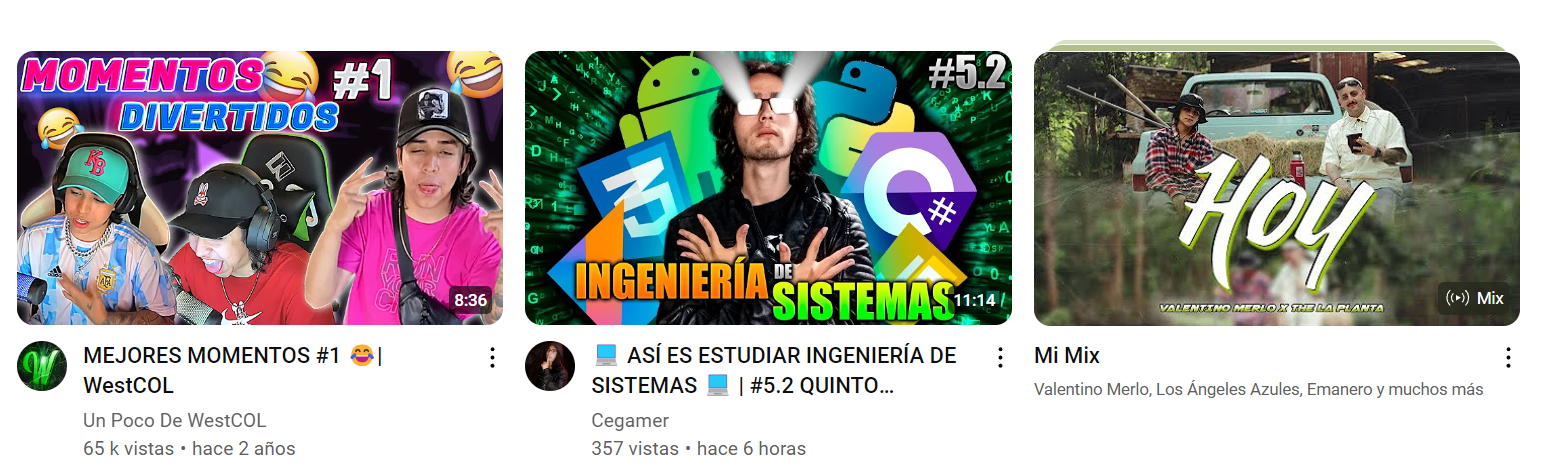 MOMENTOS
#1
DIVERTIDOS
KB
AFA
8:36
MEJORES MOMENTOS #1 😂|
WestCOL
Un Poco De WestCOL
65 k vistas • hace 2 años
#5.2
3
#
INGENIERÍA DE
SISTEMAS
11:14
💻 ASÍ ES ESTUDIAR INGENIERÍA DE
SISTEMAS 💻 | #5.2 QUINTO…
Cegamer
357 vistas • hace 6 horas
HOY
VALENTINO MERLO X THE LA PLANTA
Mix
Mi Mix
Valentino Merlo, Los Ángeles Azules, Emanero y muchos más